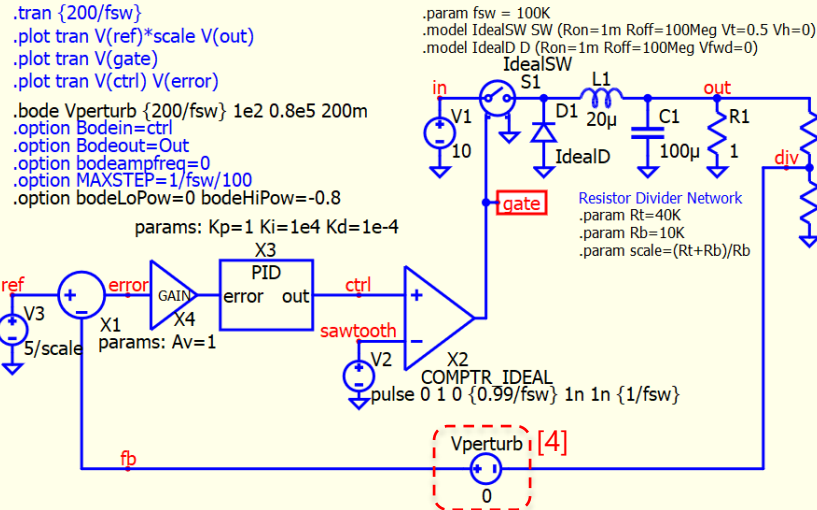 .tran {200/fsw}
.plot tran V(ref)*scale V(out)
.plot tran V(gate)
.plot tran V(ctrl) V(error)
.bode Vperturb {200/fsw} 1e2 0.8e5 200m
.option Bodein=ctrl
.option Bodeout=Out
.option bodeampfreq=0
.option MAXSTEP=1/fsw/100
.option bodeLoPow=0 bodeHiPow=-0.8
.param fsw = 100K
.model IdealSW SW (Ron=1m Roff=100Meg Vt=0.5 Vh=0)
.model IdealD D (Ron=1m Roff=100Meg Vfwd=0)
IdealSW
in
S1
L1
out
V1
D1
20µ
C1
R1
10
IdealD
100µ
1
div
gate
Resistor Divider Network
.param Rt=40K
.param Rb=10K
.param scale=(Rt+Rb)/Rb
params: Kp=1 Ki=1e4 Kd=1e-4
X3
PID
ref
error
GAIN
error out
ctrl
V3
X1
X4
sawtooth
5/scale
params: Av=1
V2
X2
COMPTR_IDEAL
pulse 0 1 0 {0.99/fsw} 1n 1n {1/fsw}
Vperturb
[4]
fb
0